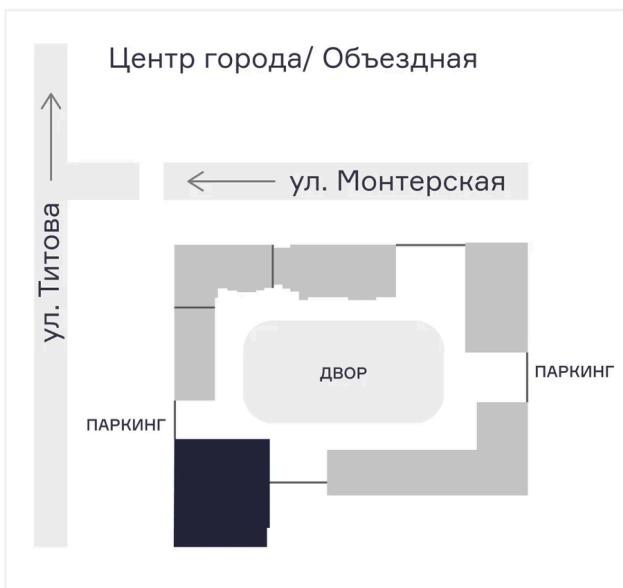 Центр города/ Объездная
ул. Монтерская
ул. Титова
ДВОР
ПАРКИНГ
ПАРКИНГ